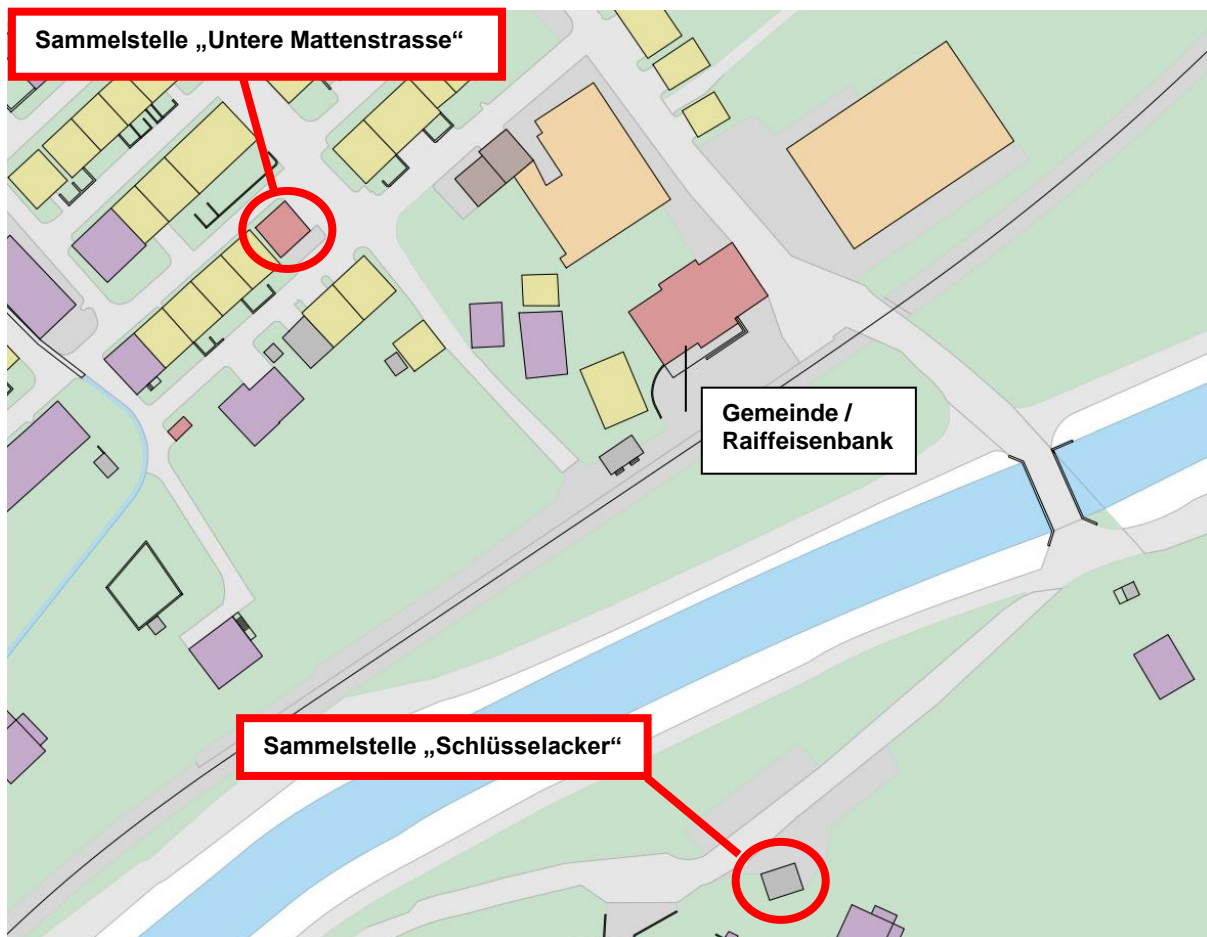 Sammelstelle „Untere Mattenstrasse“
Gemeinde /
Raiffeisenbank
Sammelstelle „Schlüsselacker“